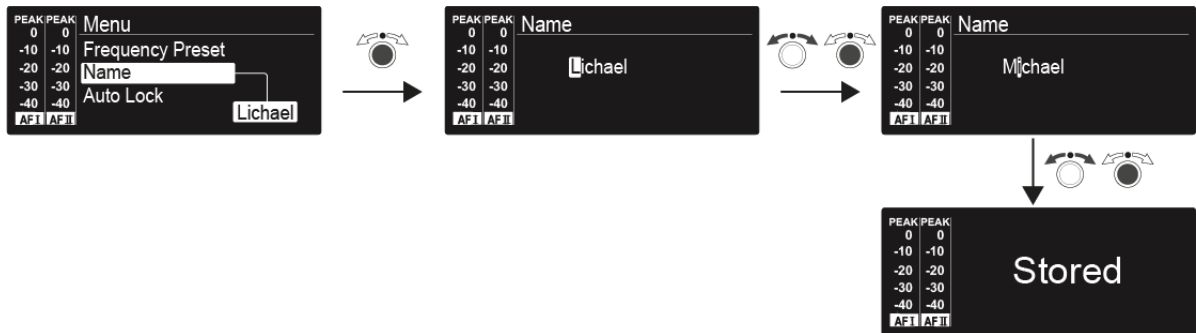 PEAK PEAK Menu
0 0
-10 -10 Frequency Preset
-20 -20 Name
-30 -30 Auto Lock
-40 -40 Lichael
AF I AF II
PEAK PEAK Name
0 0
-10 -10
-20 -20 Lichael
-30 -30
-40 -40
AF I AF II
PEAK PEAK Name
0 0
-10 -10
-20 -20 Michael
-30 -30
-40 -40
AF I AF II
PEAK PEAK
0 0
-10 -10
-20 -20 Stored
-30 -30
-40 -40
AF I AF II